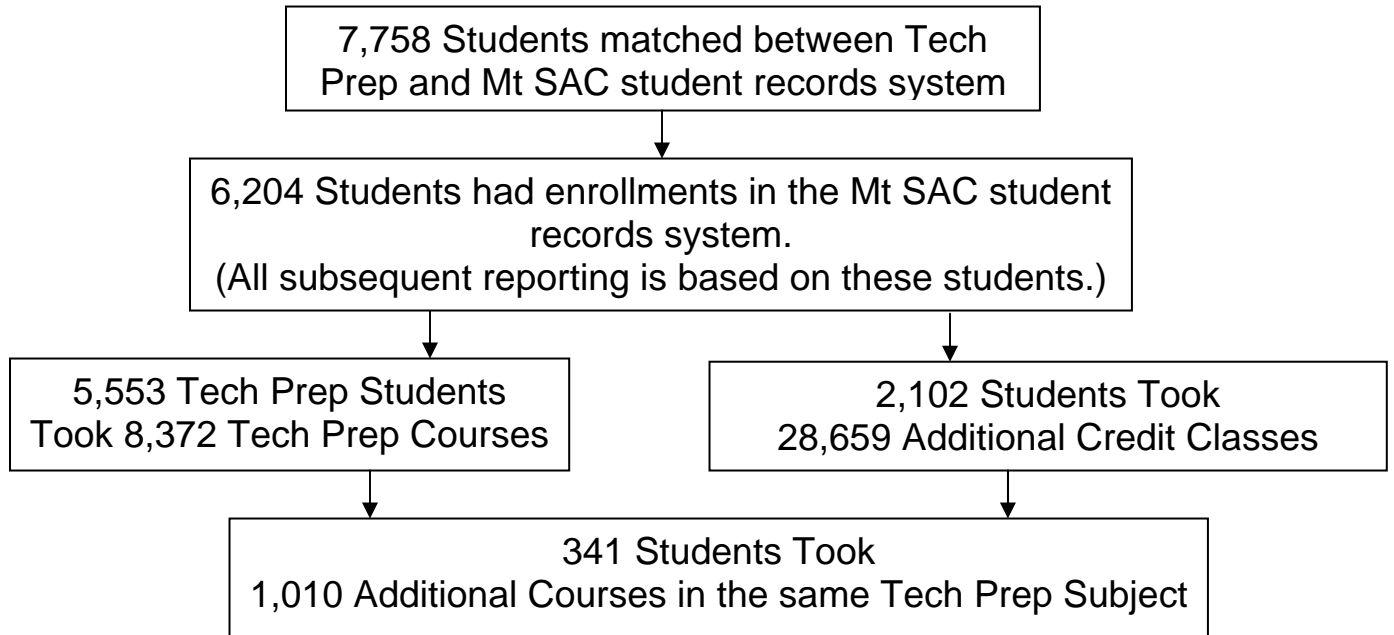 7,758 Students matched between Tech
Prep and Mt SAC student records system
6,204 Students had enrollments in the Mt SAC student
records system.
(All subsequent reporting is based on these students.)
5,553 Tech Prep Students
Took 8,372 Tech Prep Courses
2,102 Students Took
28,659 Additional Credit Classes
341 Students Took
1,010 Additional Courses in the same Tech Prep Subject